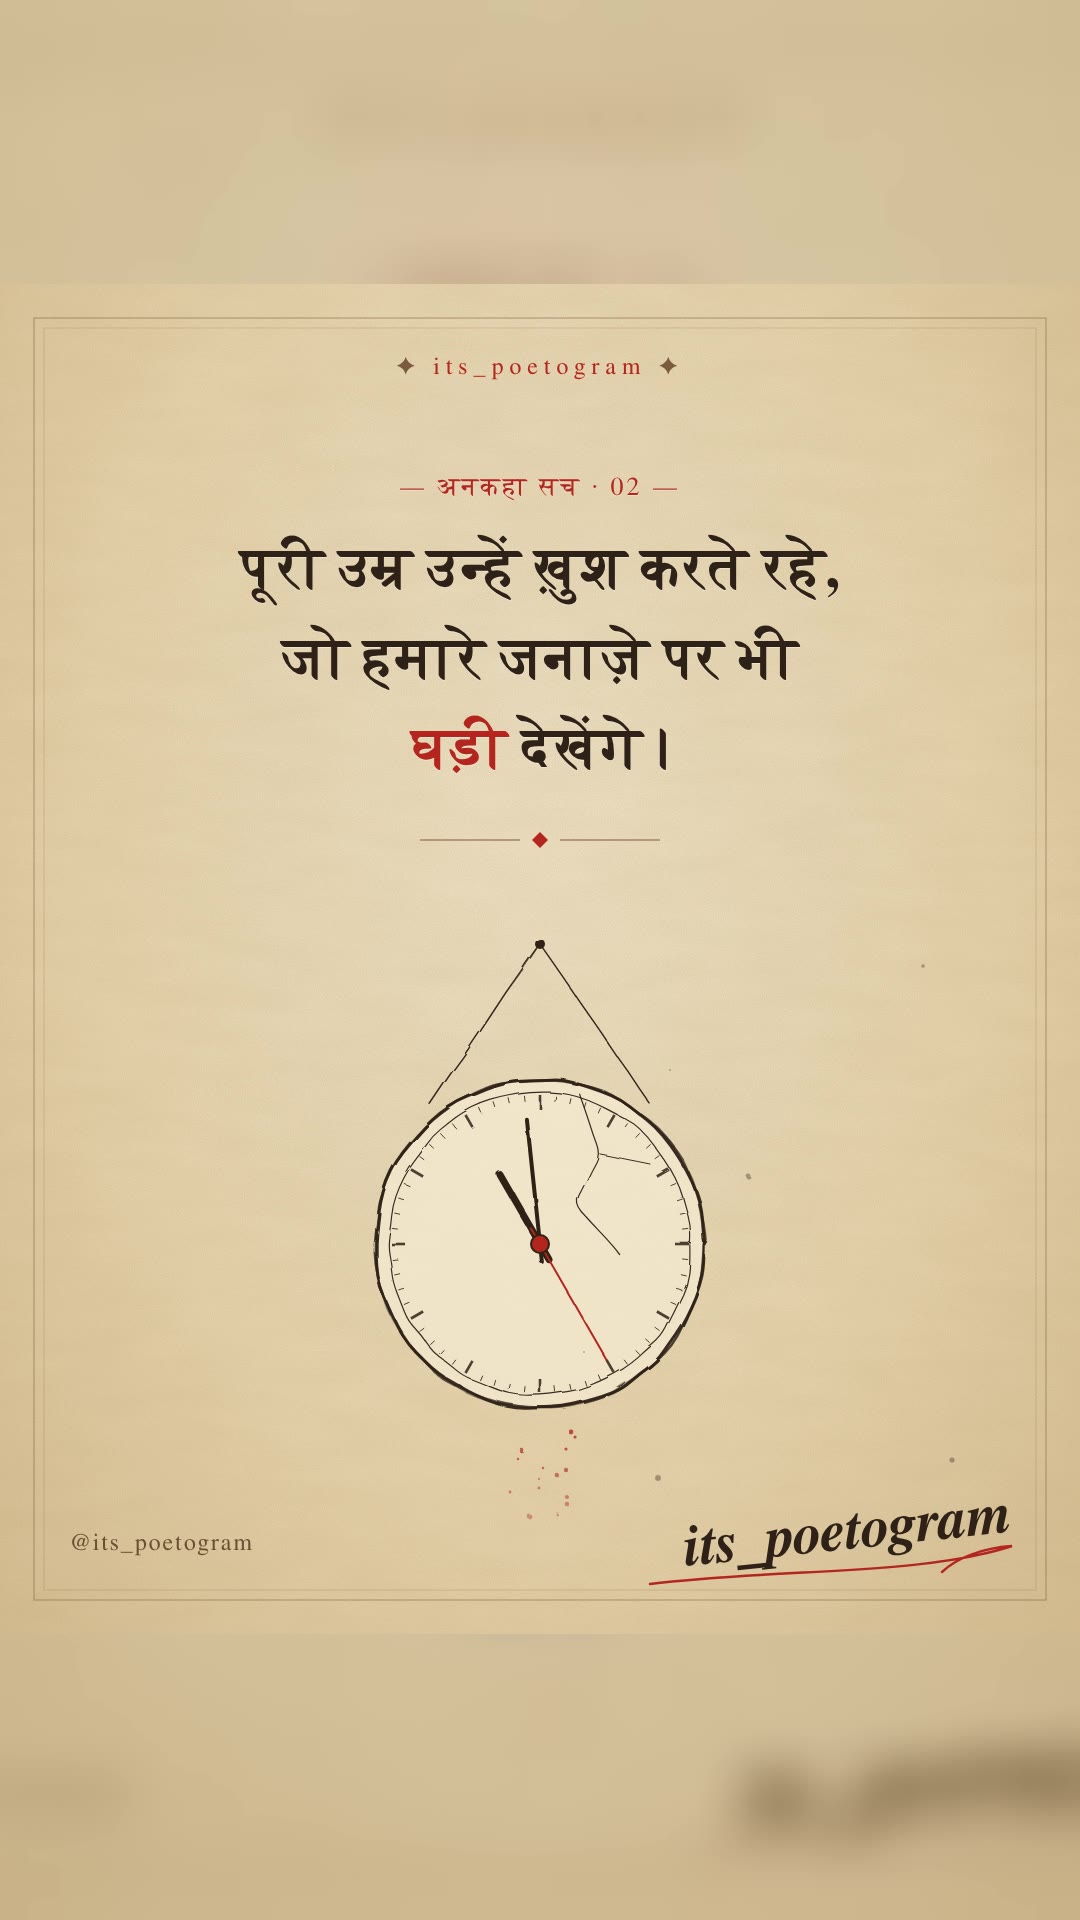 ✦ its_poetogram ✦
— अनकहा सच · 02 —
पूरी उम्र उन्हें ख़ुश करते रहे,
जो हमारे जनाज़े पर भी
घड़ी देखेंगे।
@its_poetogram
its_poetogram